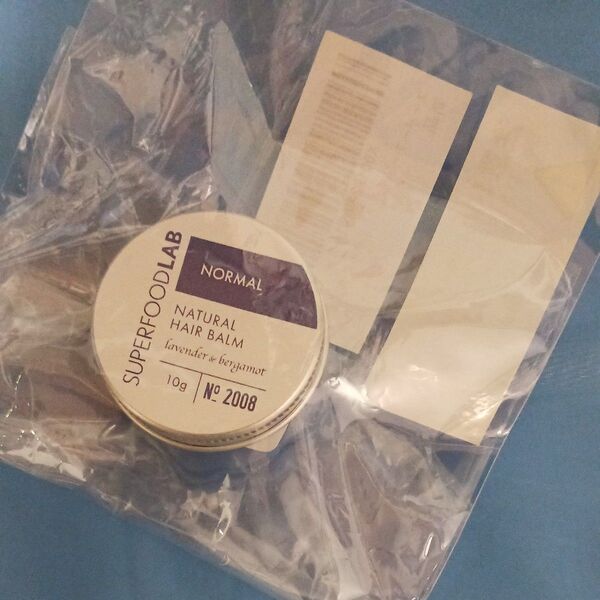 SUPERFOODLAB
NORMAL
NATURAL
HAIR BALM
lavender & bergamot
10g
Nº 2008